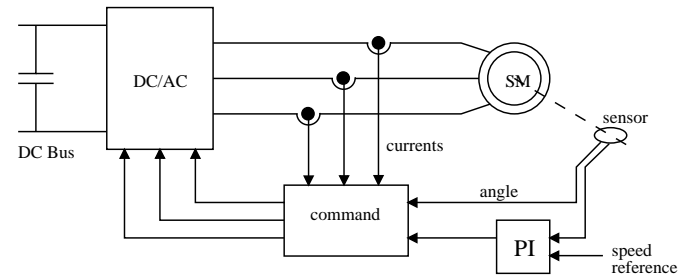 DC/AC
SM
sensor
DC Bus
currents
angle
command
PI
speed
reference